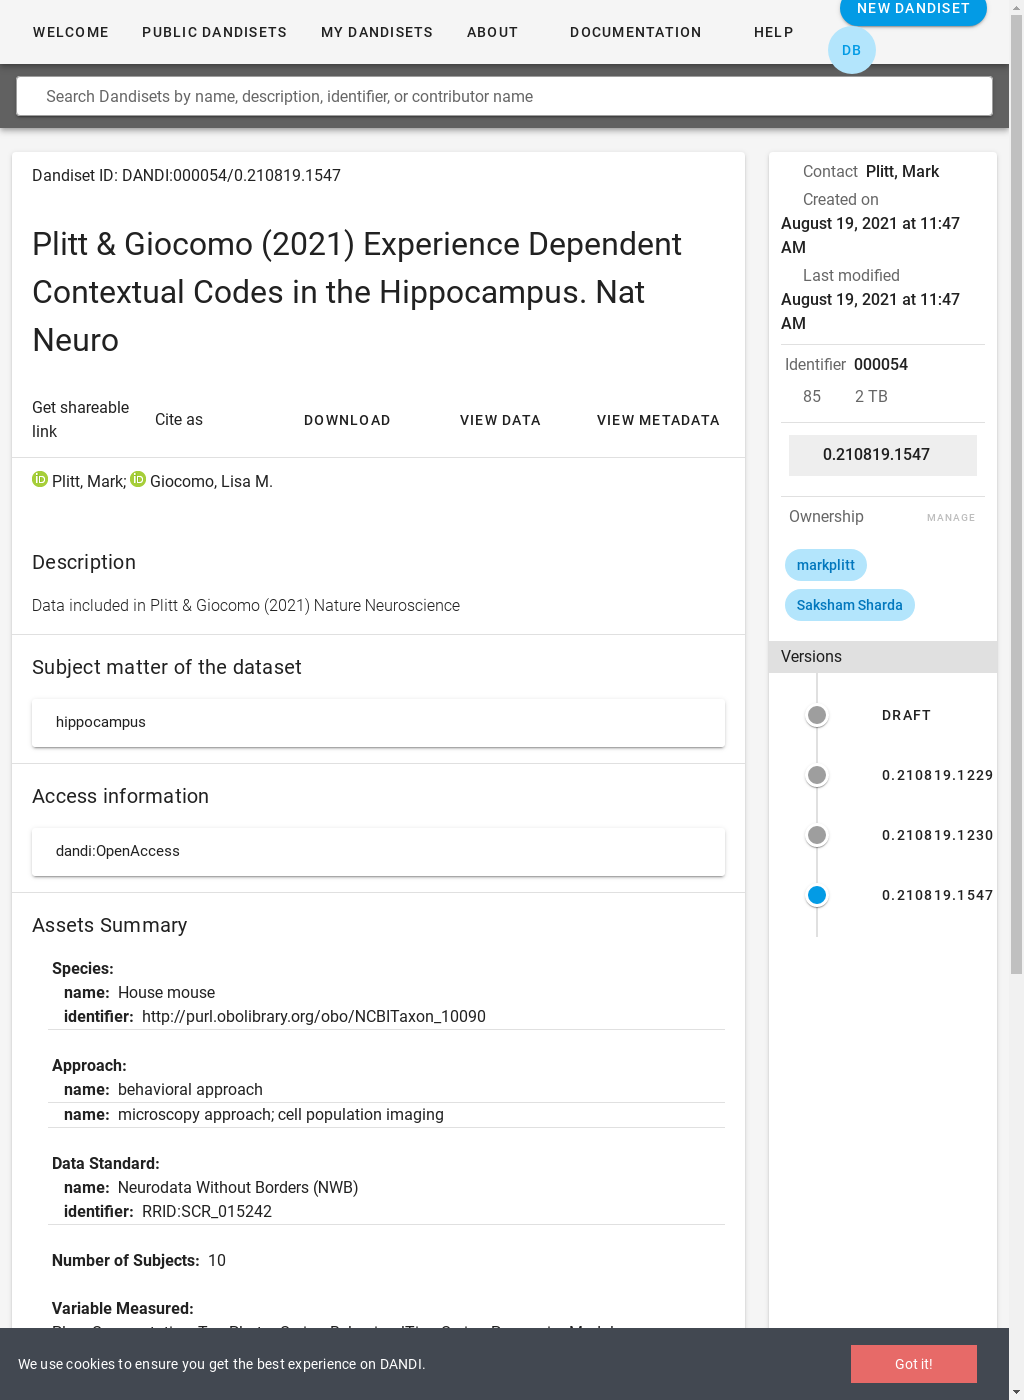 WELCOME
PUBLIC DANDISETS
MY DANDISETS
ABOUT
DOCUMENTATION
HELP
NEW DANDISET
DB
Search Dandisets by name, description, identifier, or contributor name
Dandiset ID: DANDI:000054/0.210819.1547
Plitt & Giocomo (2021) Experience Dependent
Contextual Codes in the Hippocampus. Nat
Neuro
Get shareable
link
Cite as
DOWNLOAD
VIEW DATA
VIEW METADATA
iD Plitt, Mark; iD Giocomo, Lisa M.
Description
Data included in Plitt & Giocomo (2021) Nature Neuroscience
Subject matter of the dataset
hippocampus
Access information
dandi:OpenAccess
Assets Summary
Species:
name: House mouse
identifier: http://purl.obolibrary.org/obo/NCBITaxon_10090
Approach:
name: behavioral approach
name: microscopy approach; cell population imaging
Data Standard:
name: Neurodata Without Borders (NWB)
identifier: RRID:SCR_015242
Number of Subjects: 10
Variable Measured:
Contact Plitt, Mark
Created on
August 19, 2021 at 11:47
AM
Last modified
August 19, 2021 at 11:47
AM
Identifier 000054
85 2 TB
0.210819.1547
Ownership
MANAGE
markplitt
Saksham Sharda
Versions
DRAFT
0.210819.1229
0.210819.1230
0.210819.1547
We use cookies to ensure you get the best experience on DANDI.
Got it!